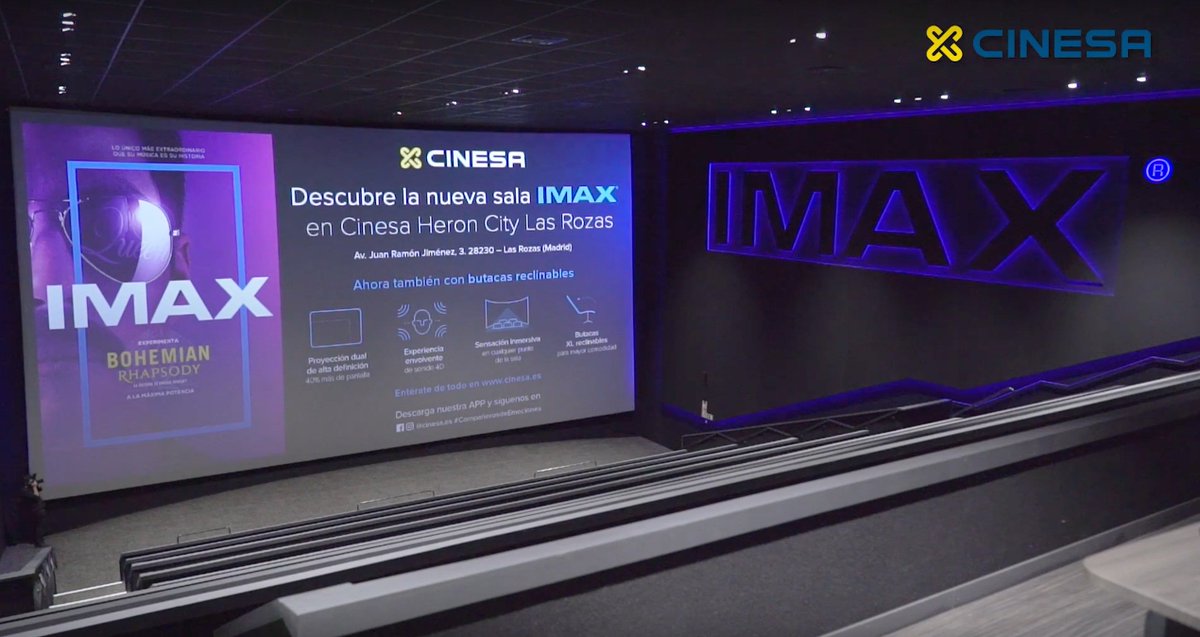 CINESA
LO ÚNICO MÁS EXTRAORDINARIO
QUE SU MÚSICA ES SU HISTORIA
Queen
IMAX
EXPERIMENTA
BOHEMIAN
RHAPSODY
A LA MÁXIMA POTENCIA
CINESA
Descubre la nueva sala IMAX®
en Cinesa Heron City Las Rozas
Av. Juan Ramón Jiménez, 3. 28230 – Las Rozas (Madrid)
Ahora también con butacas reclinables
Proyección dual
de alta definición
40% más de pantalla
Experiencia
envolvente
de sonido 4D
Sensación inmersiva
en cualquier punto
de la sala
Butacas
XL reclinables
para mayor comodidad
Entérate de todo en www.cinesa.es
Descarga nuestra APP y síguenos en
@cinesa.es #CompañerosdeEmociones
IMAX®